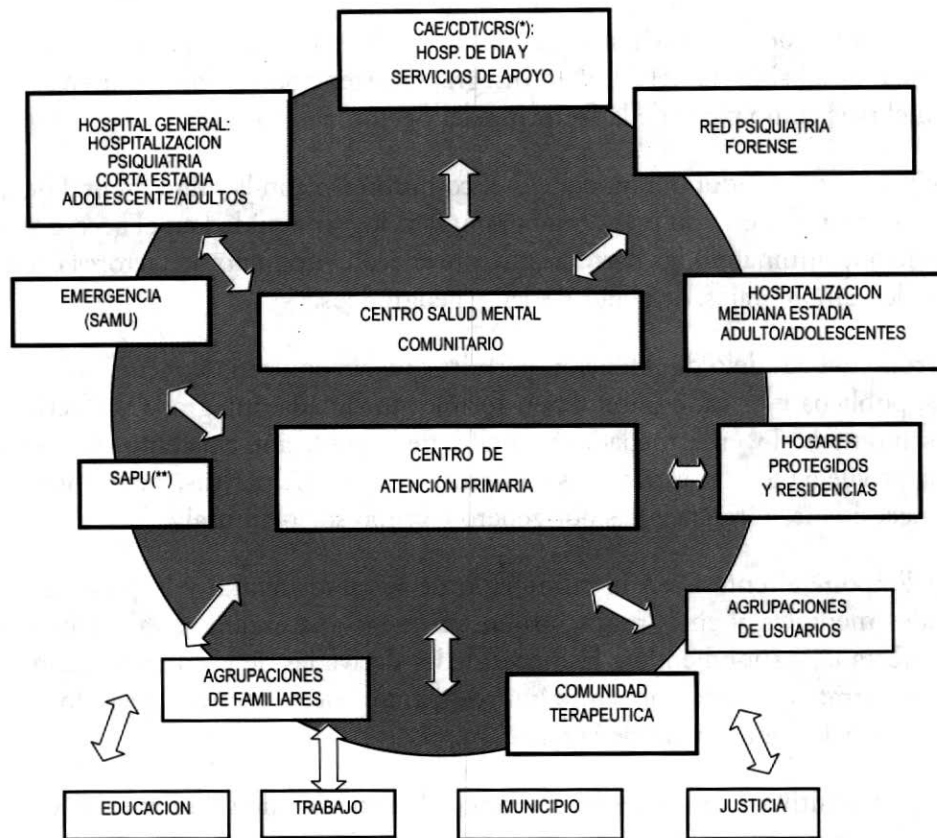 CAE/CDT/CRS(*):
HOSP. DE DIA Y
SERVICIOS DE APOYO
HOSPITAL GENERAL:
HOSPITALIZACION
PSIQUIATRIA
CORTA ESTADIA
ADOLESCENTE/ADULTOS
RED PSIQUIATRIA
FORENSE
EMERGENCIA
(SAMU)
CENTRO SALUD MENTAL
COMUNITARIO
HOSPITALIZACION
MEDIANA ESTADIA
ADULTO/ADOLESCENTES
SAPU(**)
CENTRO DE
ATENCIÓN PRIMARIA
HOGARES
PROTEGIDOS
Y RESIDENCIAS
AGRUPACIONES
DE USUARIOS
AGRUPACIONES
DE FAMILIARES
COMUNIDAD
TERAPEUTICA
EDUCACION
TRABAJO
MUNICIPIO
JUSTICIA